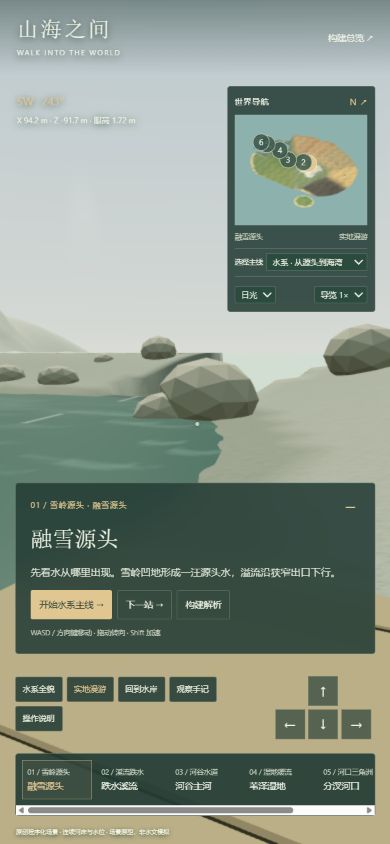 山海之间
WALK INTO THE WORLD
构建总览 ↗
X 94.2 m · Z -91.7 m · 眼高 1.72 m
世界导航
N ↗
6
4
3
2
融雪源头
实地漫游
选择主线
水系 · 从源头到海湾
日光
导览 1×
01 / 雪岭源头 · 融雪源头
融雪源头
先看水从哪里出现。雪岭凹地形成一汪源头水，溢流沿狭窄出口下行。
开始水系主线 →
下一站 →
构建解析
WASD / 方向键移动 · 拖动转向 · Shift 加速
水系全貌
实地漫游
回到水岸
观察手记
操作说明
↑
←
↓
→
01 / 雪岭源头
融雪源头
02 / 溪流跌水
跌水溪流
03 / 河谷水道
河谷主河
04 / 湿地缓流
苇泽湿地
05 / 河口三角洲
分汊河口